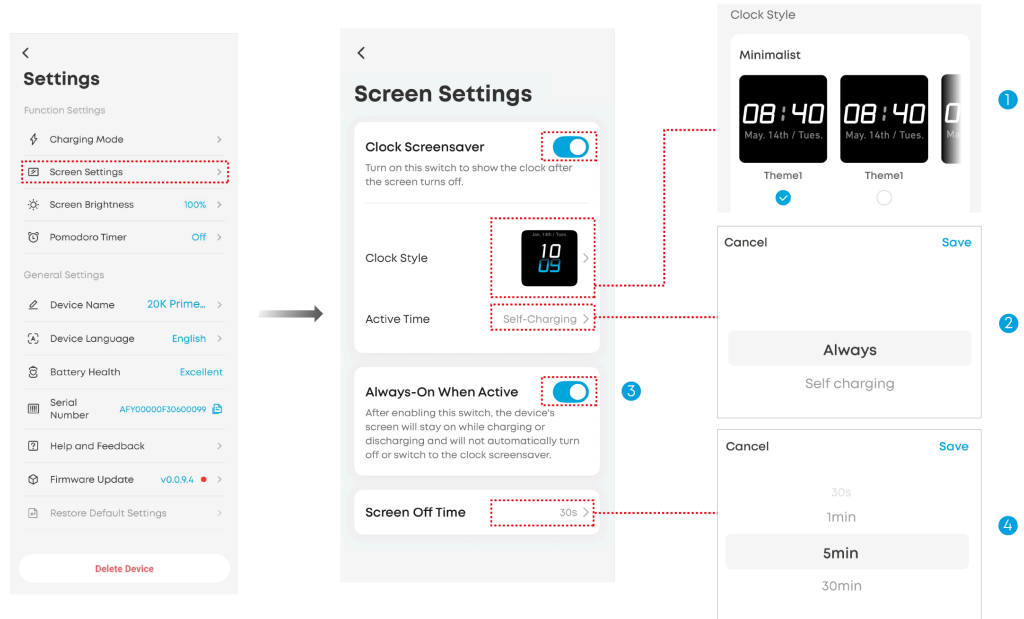 Settings
Function Settings
Charging Mode
Screen Settings
Screen Brightness 100%
Pomodoro Timer Off
General Settings
Device Name 20K Prime...
Device Language English
Battery Health Excellent
Serial
Number AFY00000F30600099
Help and Feedback
Firmware Update v0.0.9.4
Restore Default Settings
Delete Device
Screen Settings
Clock Screensaver
Turn on this switch to show the clock after
the screen turns off.
Clock Style
Jan. 14th / Tues.
10
09
Active Time Self-Charging
Always-On When Active
After enabling this switch, the device's
screen will stay on while charging or
discharging and will not automatically turn
off or switch to the clock screensaver.
Screen Off Time 30s
3
Clock Style
Minimalist
08:40
May. 14th / Tues.
Theme1
08:40
May. 14th / Tues.
Theme1
0
Ma
1
Cancel Save
Always
Self charging
2
Cancel Save
30s
1min
5min
30min
4